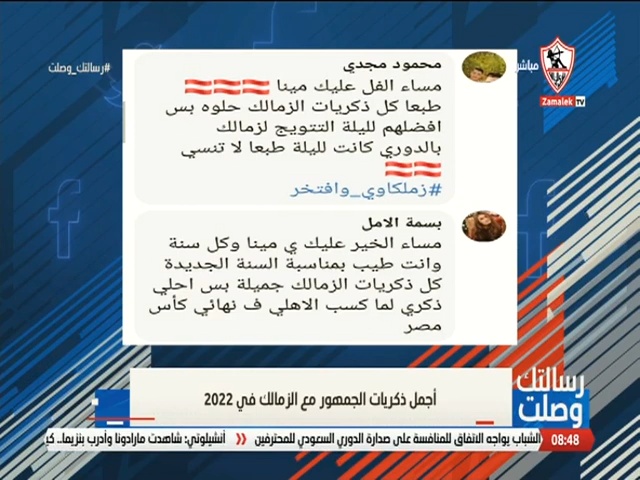 #رسالتك_وصلت
مباشر
Zamalek TV
محمود مجدي
مساء الفل عليك مينا
طبعا كل ذكريات الزمالك حلوه بس
افضلهم لليلة التتويج لزمالك
بالدوري كانت لليلة طبعا لا تنسي
#زملكاوي_وافتخر
بسمة الامل
مساء الخير عليك ي مينا وكل سنة
وانت طيب بمناسبة السنة الجديدة
كل ذكريات الزمالك جميلة بس احلي
ذكري لما كسب الاهلي ف نهائي كأس
مصر
أجمل ذكريات الجمهور مع الزمالك في 2022
رسالتك
وصلت
الشباب يواجه الاتفاق للمنافسة على صدارة الدوري السعودي للمحترفين » أنشيلوتي: شاهدت مارادونا وأدرب بنزيما..
08:48